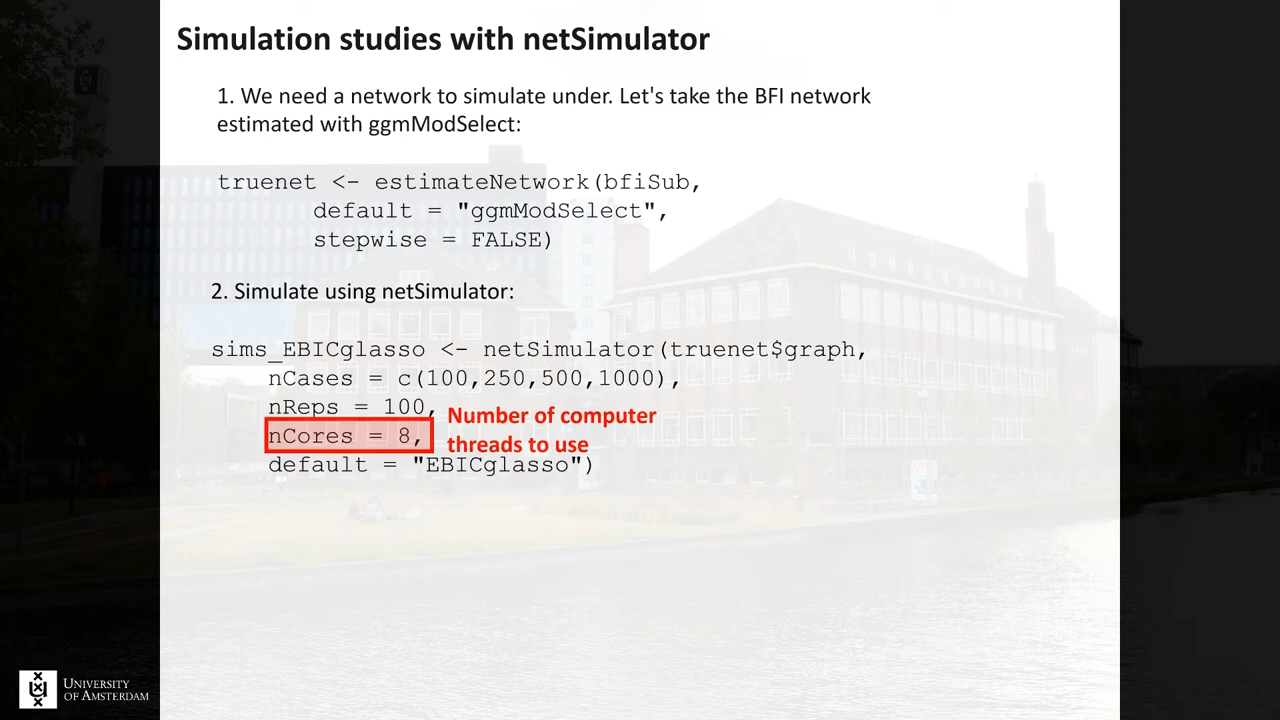 Simulation studies with netSimulator
1. We need a network to simulate under. Let's take the BFI network
estimated with ggmModSelect:
truenet <- estimateNetwork(bfiSub,
default = "ggmModSelect",
stepwise = FALSE)
2. Simulate using netSimulator:
sims_EBICglasso <- netSimulator(truenet$graph,
nCases = c(100,250,500,1000),
nReps = 100,
nCores = 8,
Number of computer
threads to use
default = "EBICglasso")
UNIVERSITY
OF AMSTERDAM